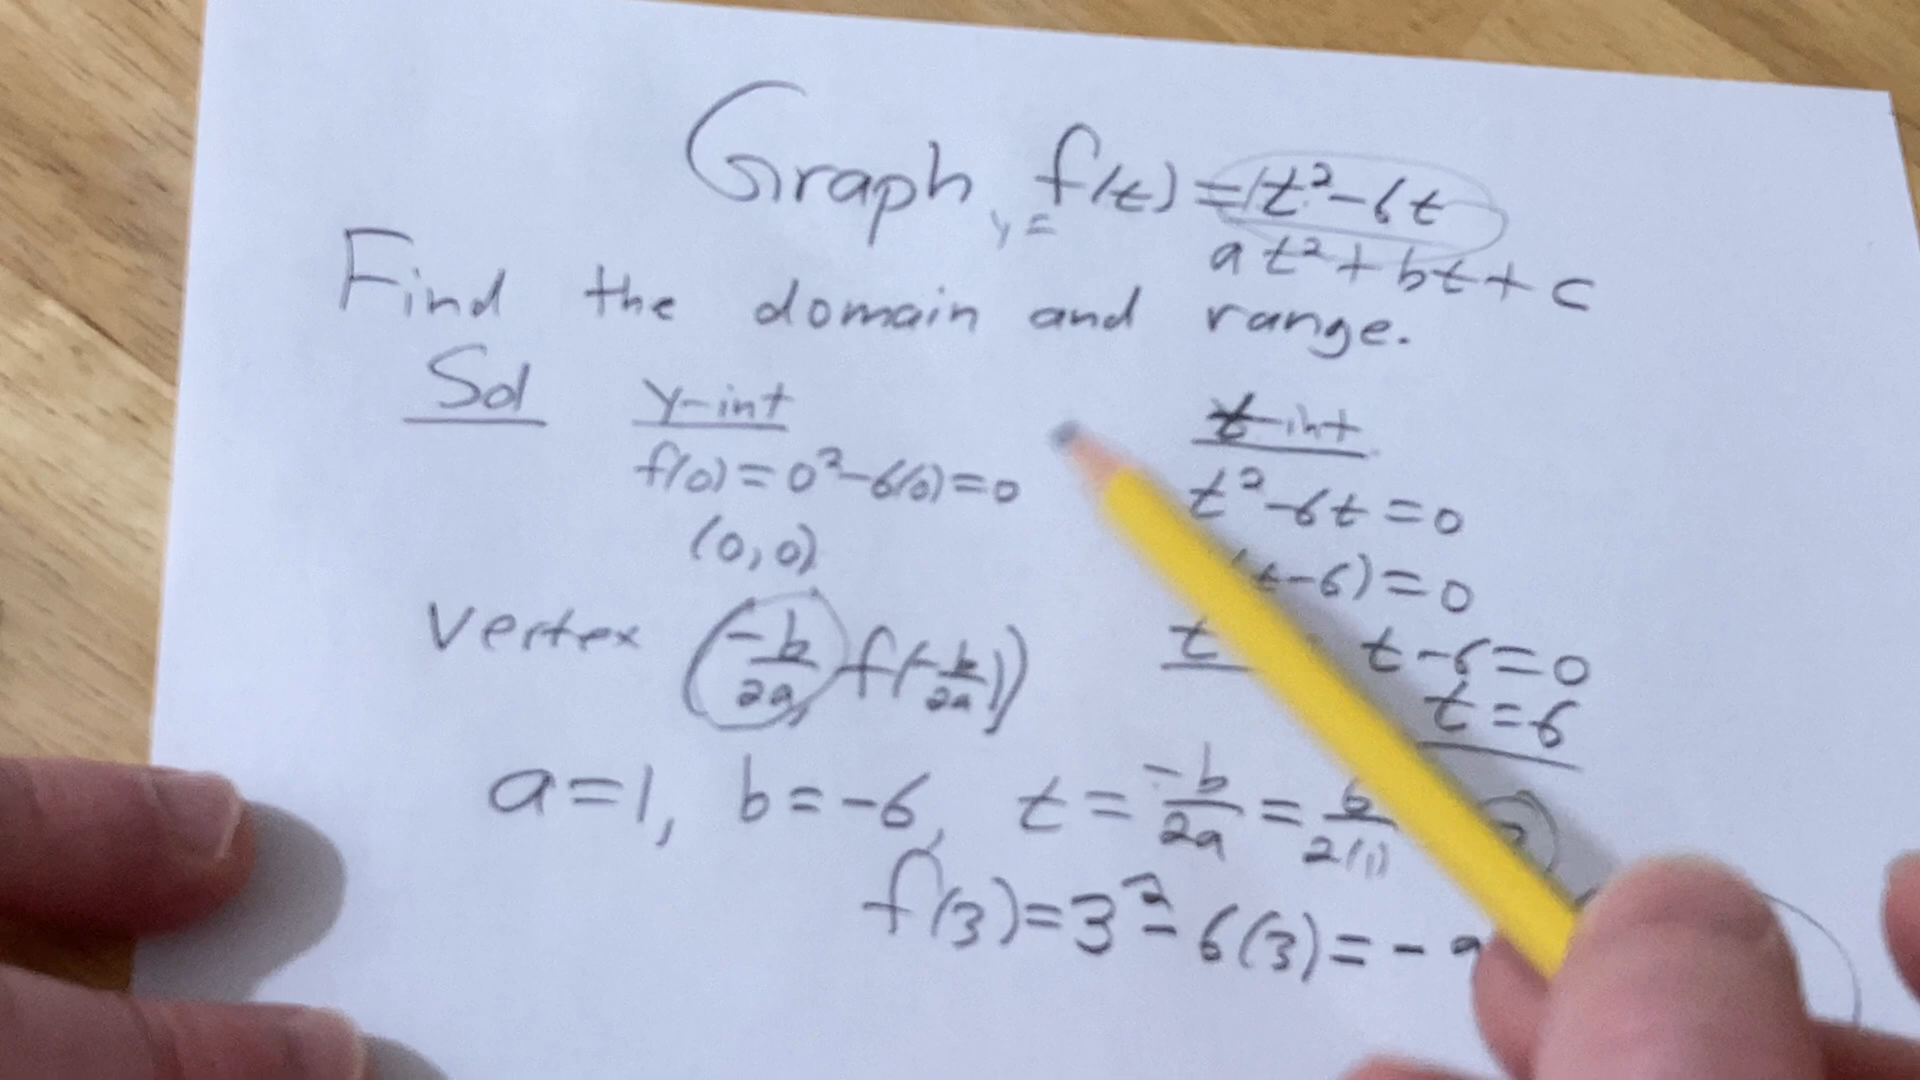 Graph f(t) = 1t² - 6t
y =
at² + bt + c
Find the domain and range.
Sol
y-int
f(0) = 0² - 6(0) = 0
(0, 0)
t-int
t² - 6t = 0
(t - 6) = 0
t
t - 6 = 0
t = 6
Vertex (-b/2a, f(-b/2a))
a = 1, b = -6, t = -b/2a = 6/2(1)
f(3) = 3² - 6(3) = -